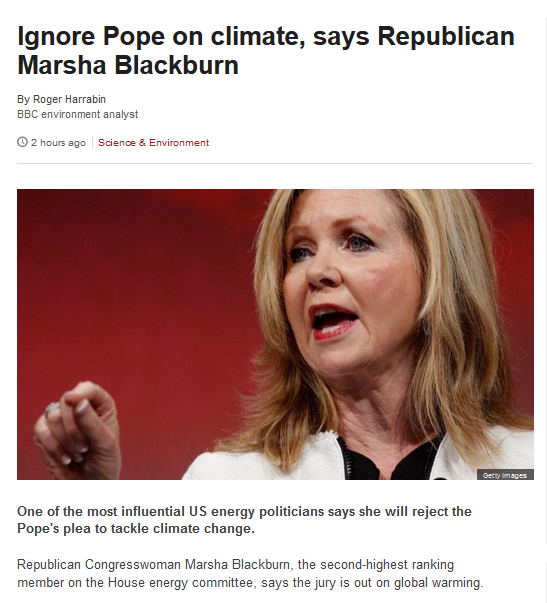 Ignore Pope on climate, says Republican
Marsha Blackburn
By Roger Harrabin
BBC environment analyst
2 hours ago Science & Environment
Getty Images
One of the most influential US energy politicians says she will reject the
Pope's plea to tackle climate change.
Republican Congresswoman Marsha Blackburn, the second-highest ranking
member on the House energy committee, says the jury is out on global warming.